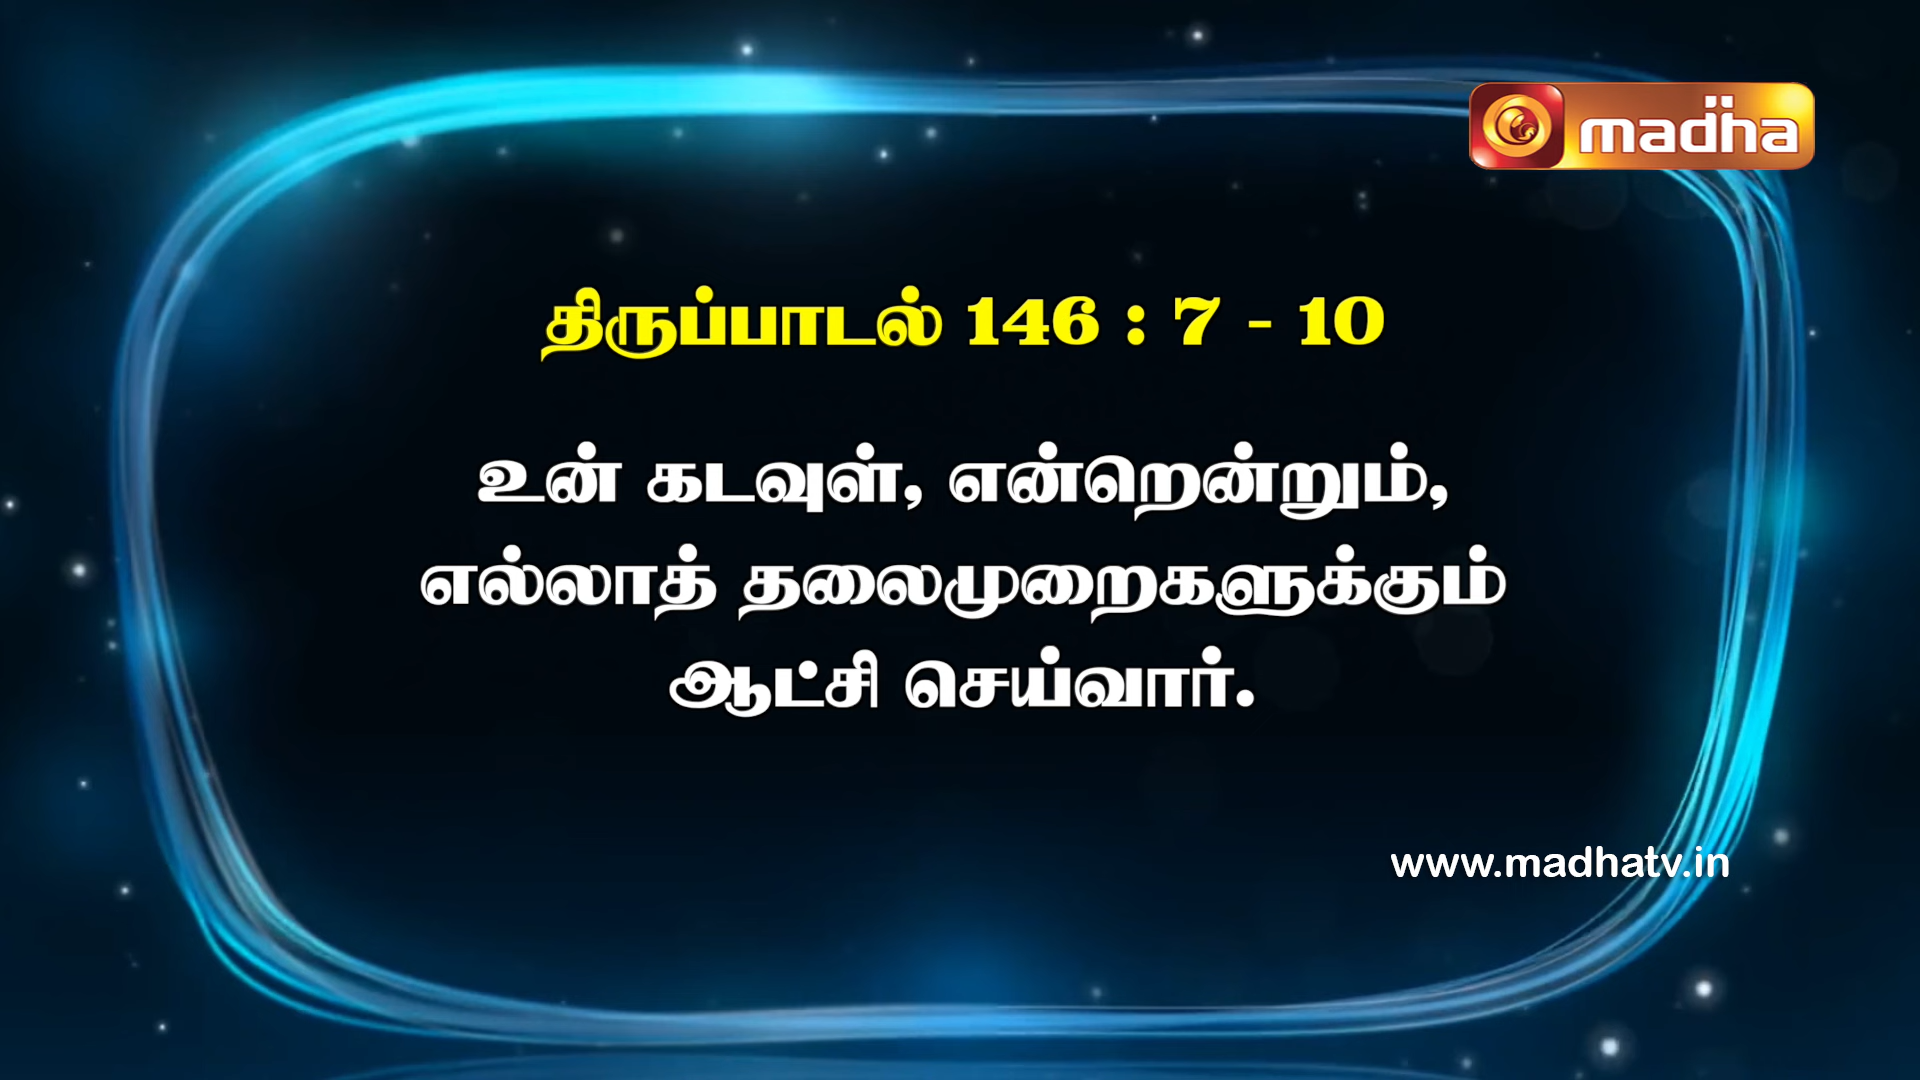 madha
திருப்பாடல் 146 : 7 - 10
உன் கடவுள், என்றென்றும்,
எல்லாத் தலைமுறைகளுக்கும்
ஆட்சி செய்வார்.
www.madhatv.in